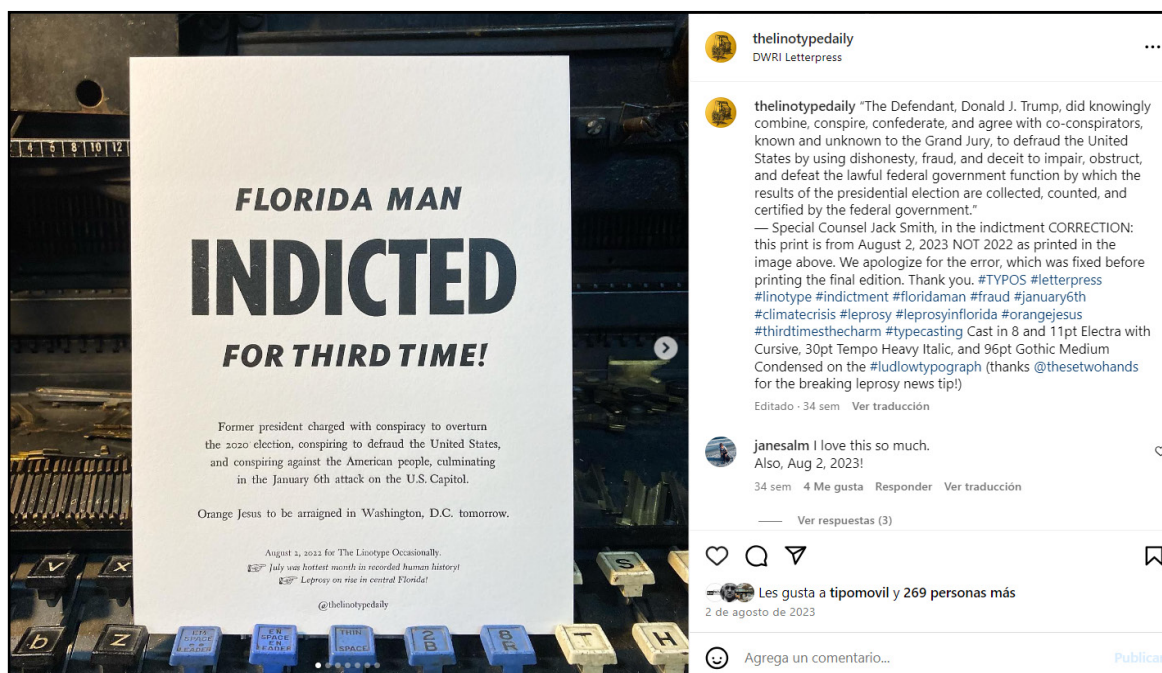 4 6 8 10 12
FLORIDA MAN
INDICTED
FOR THIRD TIME!
Former president charged with conspiracy to overturn
the 2020 election, conspiring to defraud the United States,
and conspiring against the American people, culminating
in the January 6th attack on the U.S. Capitol.
Orange Jesus to be arraigned in Washington, D.C. tomorrow.
August 2, 2022 for The Linotype Occasionally.
July was hottest month in recorded human history!
Leprosy on rise in central Florida!
@thelinotypedaily
V X S
b z EM SPACE LEADER EN SPACE EN LEADER THIN SPACE 2B 8R T H
thelinotypedaily
DWRI Letterpress
thelinotypedaily “The Defendant, Donald J. Trump, did knowingly
combine, conspire, confederate, and agree with co-conspirators,
known and unknown to the Grand Jury, to defraud the United
States by using dishonesty, fraud, and deceit to impair, obstruct,
and defeat the lawful federal government function by which the
results of the presidential election are collected, counted, and
certified by the federal government.”
— Special Counsel Jack Smith, in the indictment CORRECTION:
this print is from August 2, 2023 NOT 2022 as printed in the
image above. We apologize for the error, which was fixed before
printing the final edition. Thank you. #TYPOS #letterpress
#linotype #indictment #floridaman #fraud #january6th
#climatecrisis #leprosy #leprosyinflorida #orangejesus
#thirdtimesthecharm #typecasting Cast in 8 and 11pt Electra with
Cursive, 30pt Tempo Heavy Italic, and 96pt Gothic Medium
Condensed on the #ludlowtypograph (thanks @thesetwohands
for the breaking leprosy news tip!)
Editado · 34 sem Ver traducción
janesalm I love this so much.
Also, Aug 2, 2023!
34 sem 4 Me gusta Responder Ver traducción
Ver respuestas (3)
Les gusta a tipomovil y 269 personas más
2 de agosto de 2023
Agrega un comentario...
Publicar